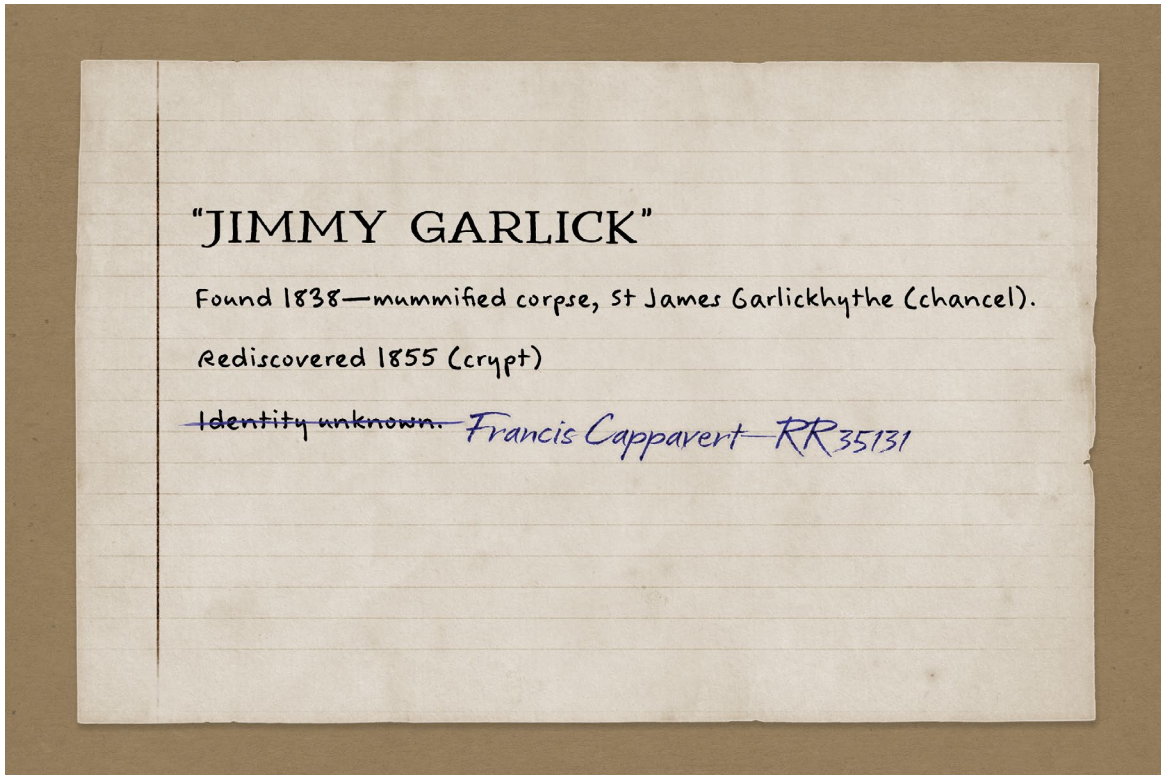 “JIMMY GARLICK”
Found 1838—mummified corpse, St James Garlickhythe (chancel).
Rediscovered 1855 (crypt)
Identity unknown. Francis Cappavert—RR35131